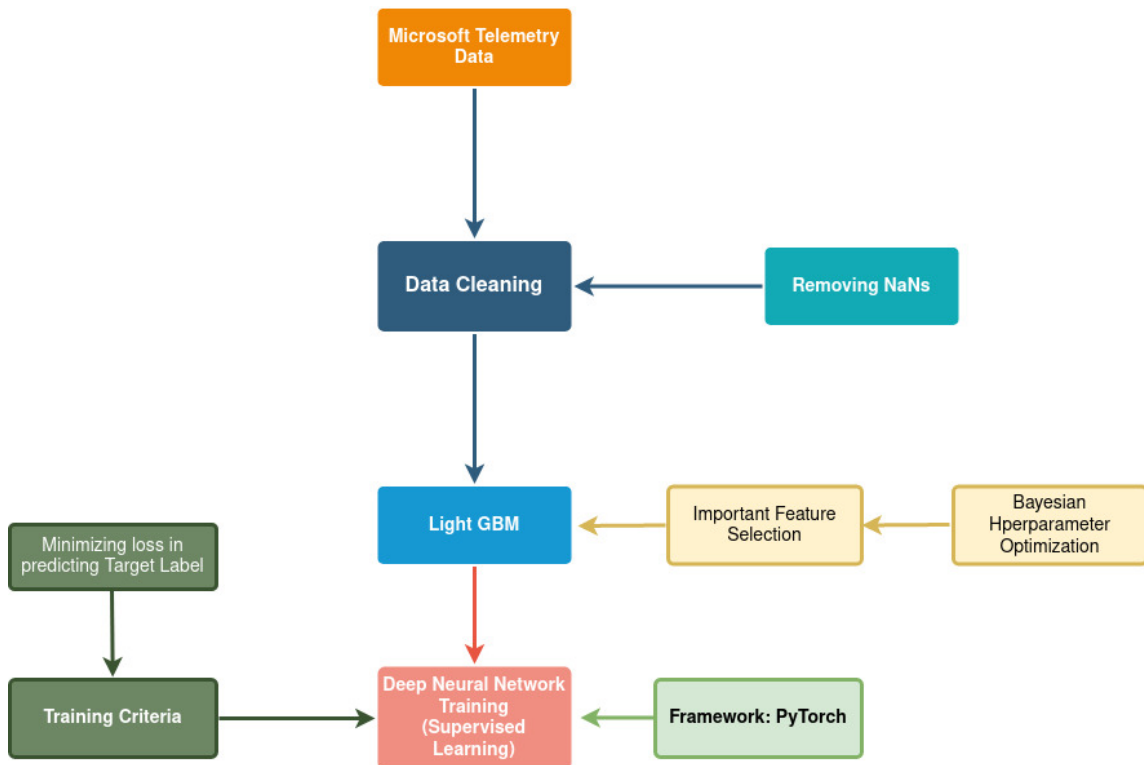 Microsoft Telemetry
Data
Data Cleaning
Removing NaNs
Light GBM
Important Feature
Selection
Bayesian
Hperparameter
Optimization
Minimizing loss in
predicting Target Label
Training Criteria
Deep Neural Network
Training
(Supervised
Learning)
Framework: PyTorch